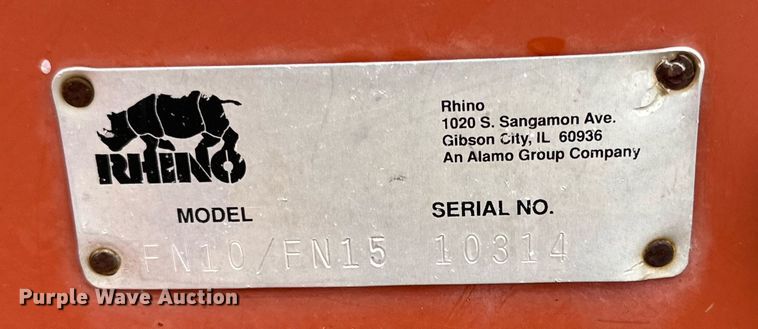 RHINO
Rhino
1020 S. Sangamon Ave.
Gibson City, IL 60936
An Alamo Group Company
MODEL SERIAL NO.
FN10/FN15 10314
Purple Wave Auction